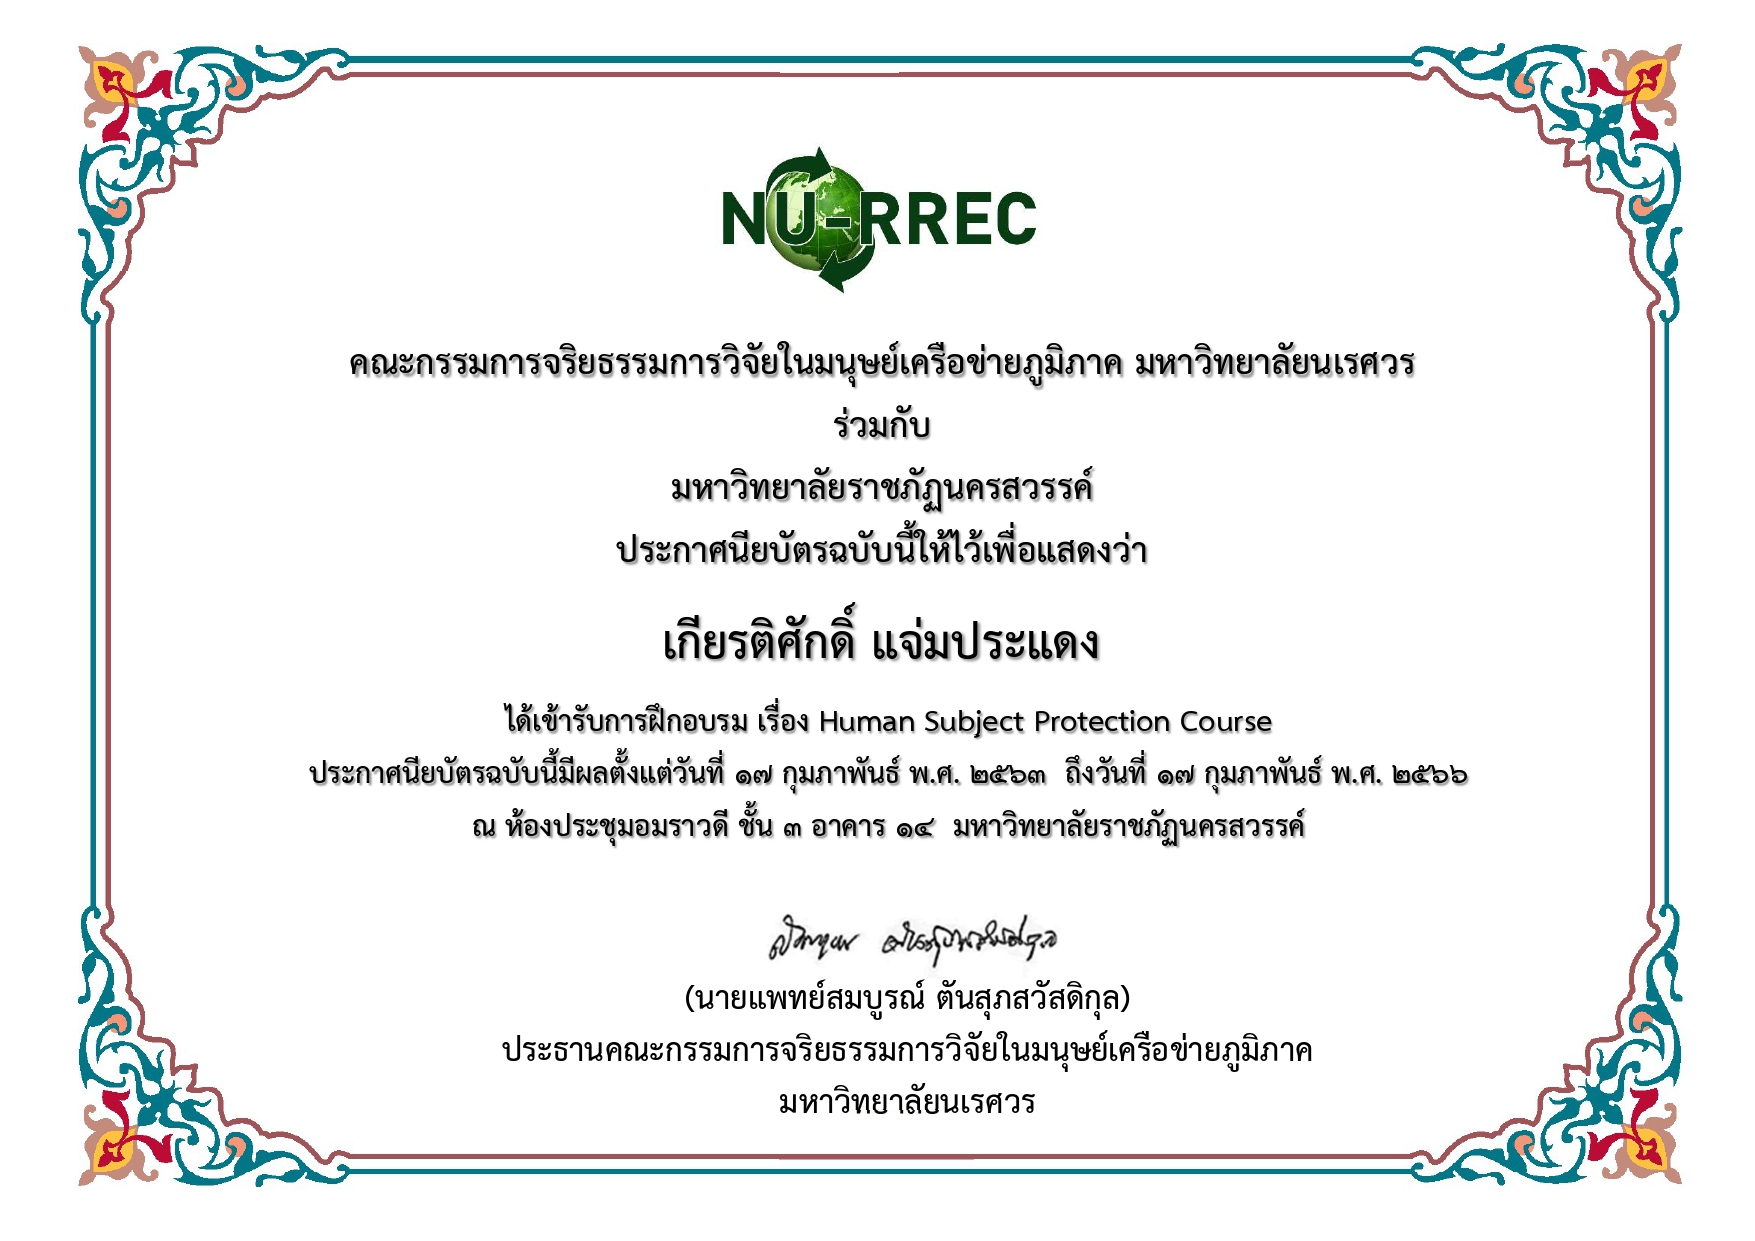 NU-RREC
คณะกรรมการจริยธรรมการวิจัยในมนุษย์เครือข่ายภูมิภาค มหาวิทยาลัยนเรศวร
ร่วมกับ
มหาวิทยาลัยราชภัฏนครสวรรค์
ประกาศนียบัตรฉบับนี้ให้ไว้เพื่อแสดงว่า
เกียรติศักดิ์ แจ่มประแดง
ได้เข้ารับการฝึกอบรม เรื่อง Human Subject Protection Course
ประกาศนียบัตรฉบับนี้มีผลตั้งแต่วันที่ ๑๗ กุมภาพันธ์ พ.ศ. ๒๕๖๓ ถึงวันที่ ๑๗ กุมภาพันธ์ พ.ศ. ๒๕๖๖
ณ ห้องประชุมอมราวดี ชั้น ๓ อาคาร ๑๔ มหาวิทยาลัยราชภัฏนครสวรรค์
(นายแพทย์สมบูรณ์ ตันสุภสวัสดิกุล)
ประธานคณะกรรมการจริยธรรมการวิจัยในมนุษย์เครือข่ายภูมิภาค
มหาวิทยาลัยนเรศวร